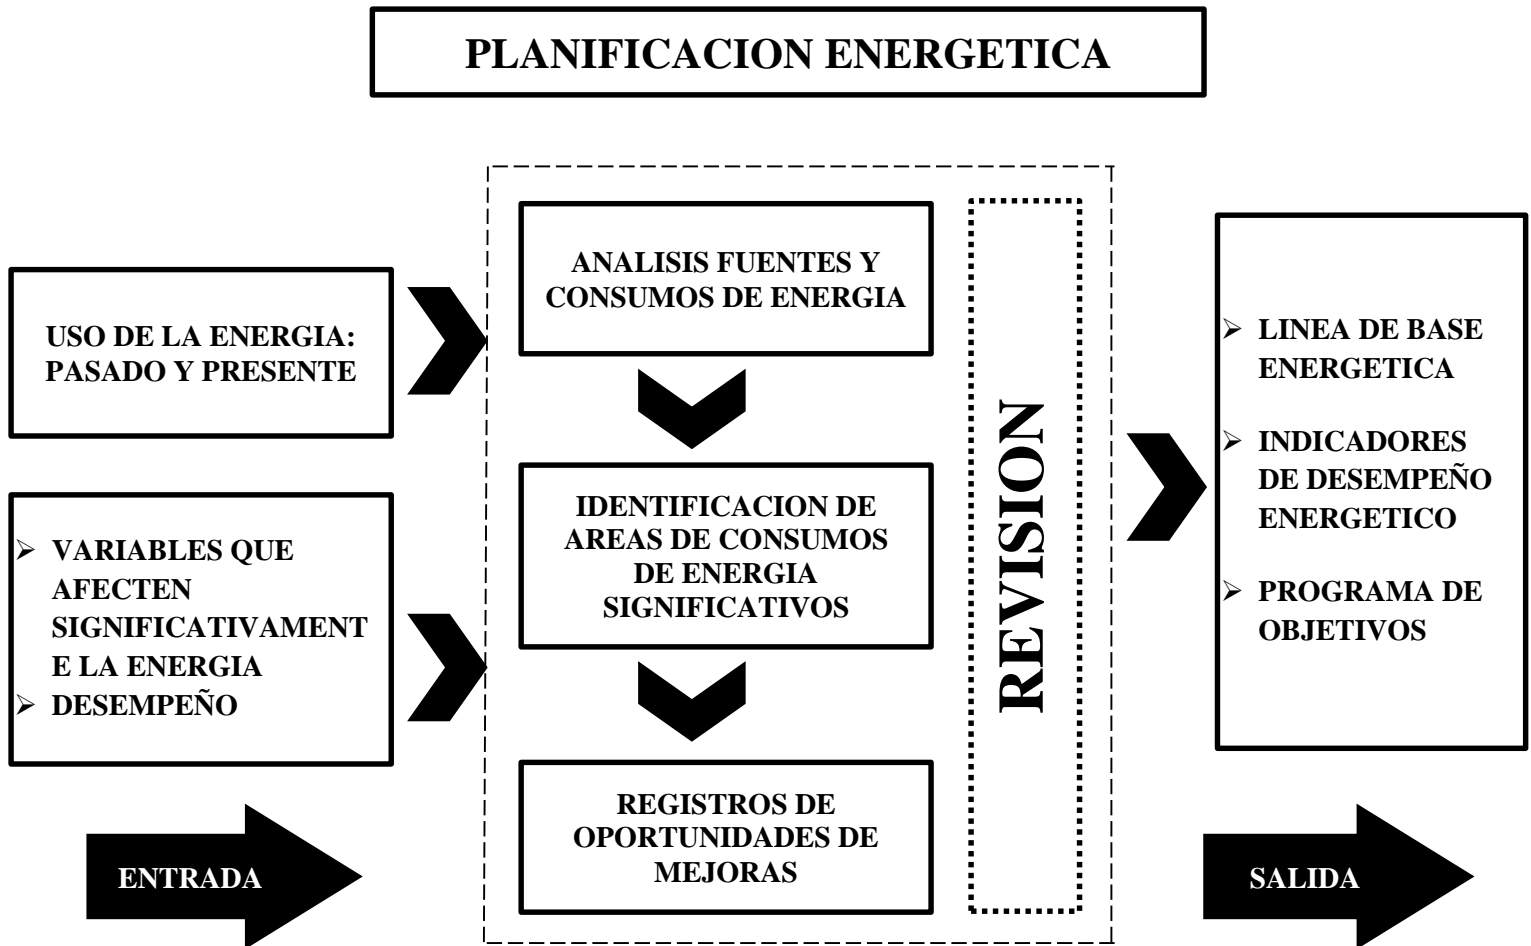 PLANIFICACION ENERGETICA
USO DE LA ENERGIA:
PASADO Y PRESENTE
➢ VARIABLES QUE
AFECTEN
SIGNIFICATIVAMENT
E LA ENERGIA
➢ DESEMPEÑO
ENTRADA
ANALISIS FUENTES Y
CONSUMOS DE ENERGIA
IDENTIFICACION DE
AREAS DE CONSUMOS
DE ENERGIA
SIGNIFICATIVOS
REGISTROS DE
OPORTUNIDADES DE
MEJORAS
REVISION
➢ LINEA DE BASE
ENERGETICA
➢ INDICADORES
DE DESEMPEÑO
ENERGETICO
➢ PROGRAMA DE
OBJETIVOS
SALIDA